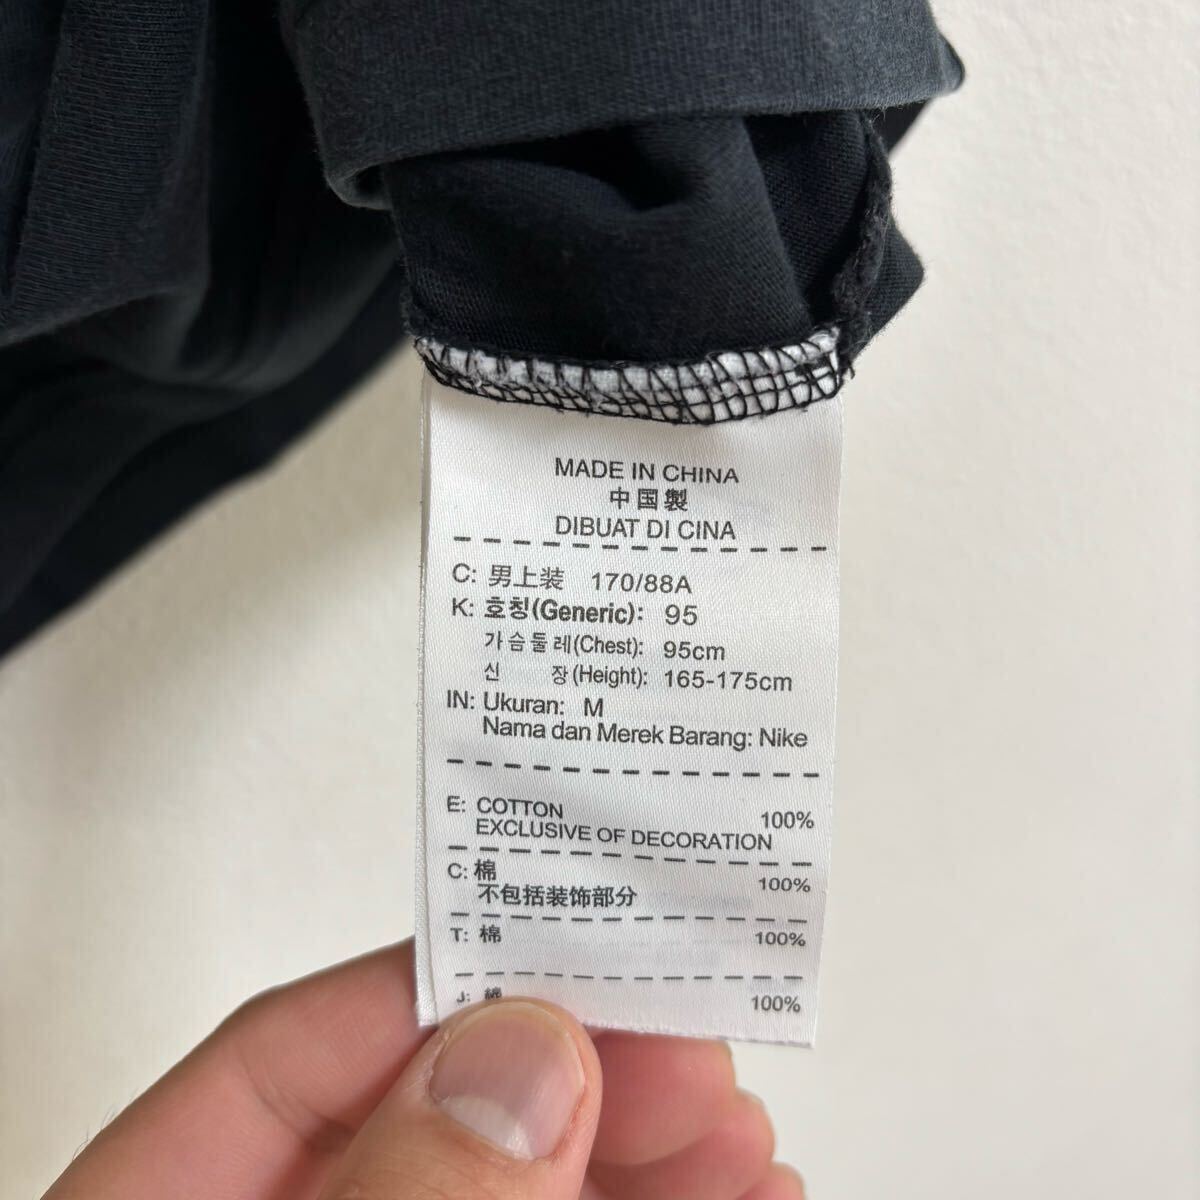 MADE IN CHINA
中国製
DIBUAT DI CINA
C: 男上装 170/88A
K: 호칭(Generic): 95
가슴둘레(Chest): 95cm
신 장(Height): 165-175cm
IN: Ukuran: M
Nama dan Merek Barang: Nike
E: COTTON 100%
EXCLUSIVE OF DECORATION
C: 棉 100%
不包括装饰部分
T: 棉 100%
J: 綿 100%